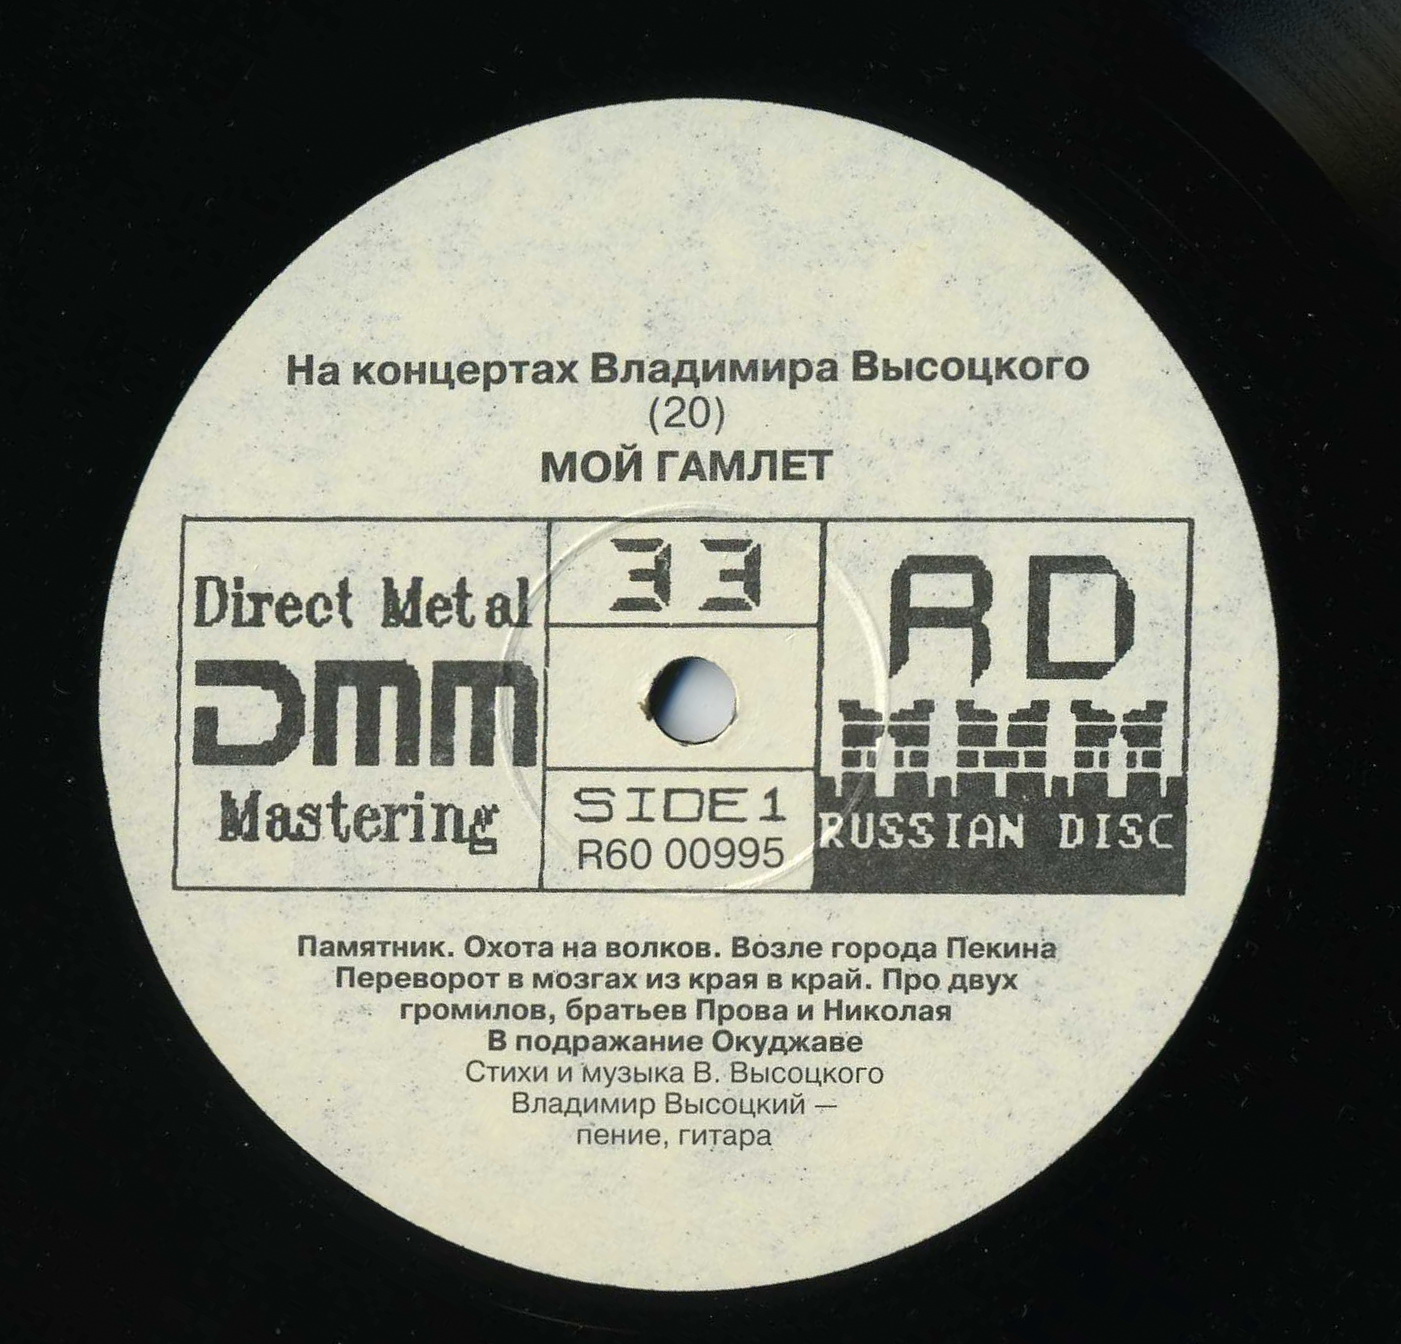 На концертах Владимира Высоцкого
(20)
МОЙ ГАМЛЕТ
Direct Metal
DMM
Mastering
33
SIDE 1
R60 00995
RD
RUSSIAN DISC
Памятник. Охота на волков. Возле города Пекина
Переворот в мозгах из края в край. Про двух
громилов, братьев Прова и Николая
В подражание Окуджаве
Стихи и музыка В. Высоцкого
Владимир Высоцкий —
пение, гитара